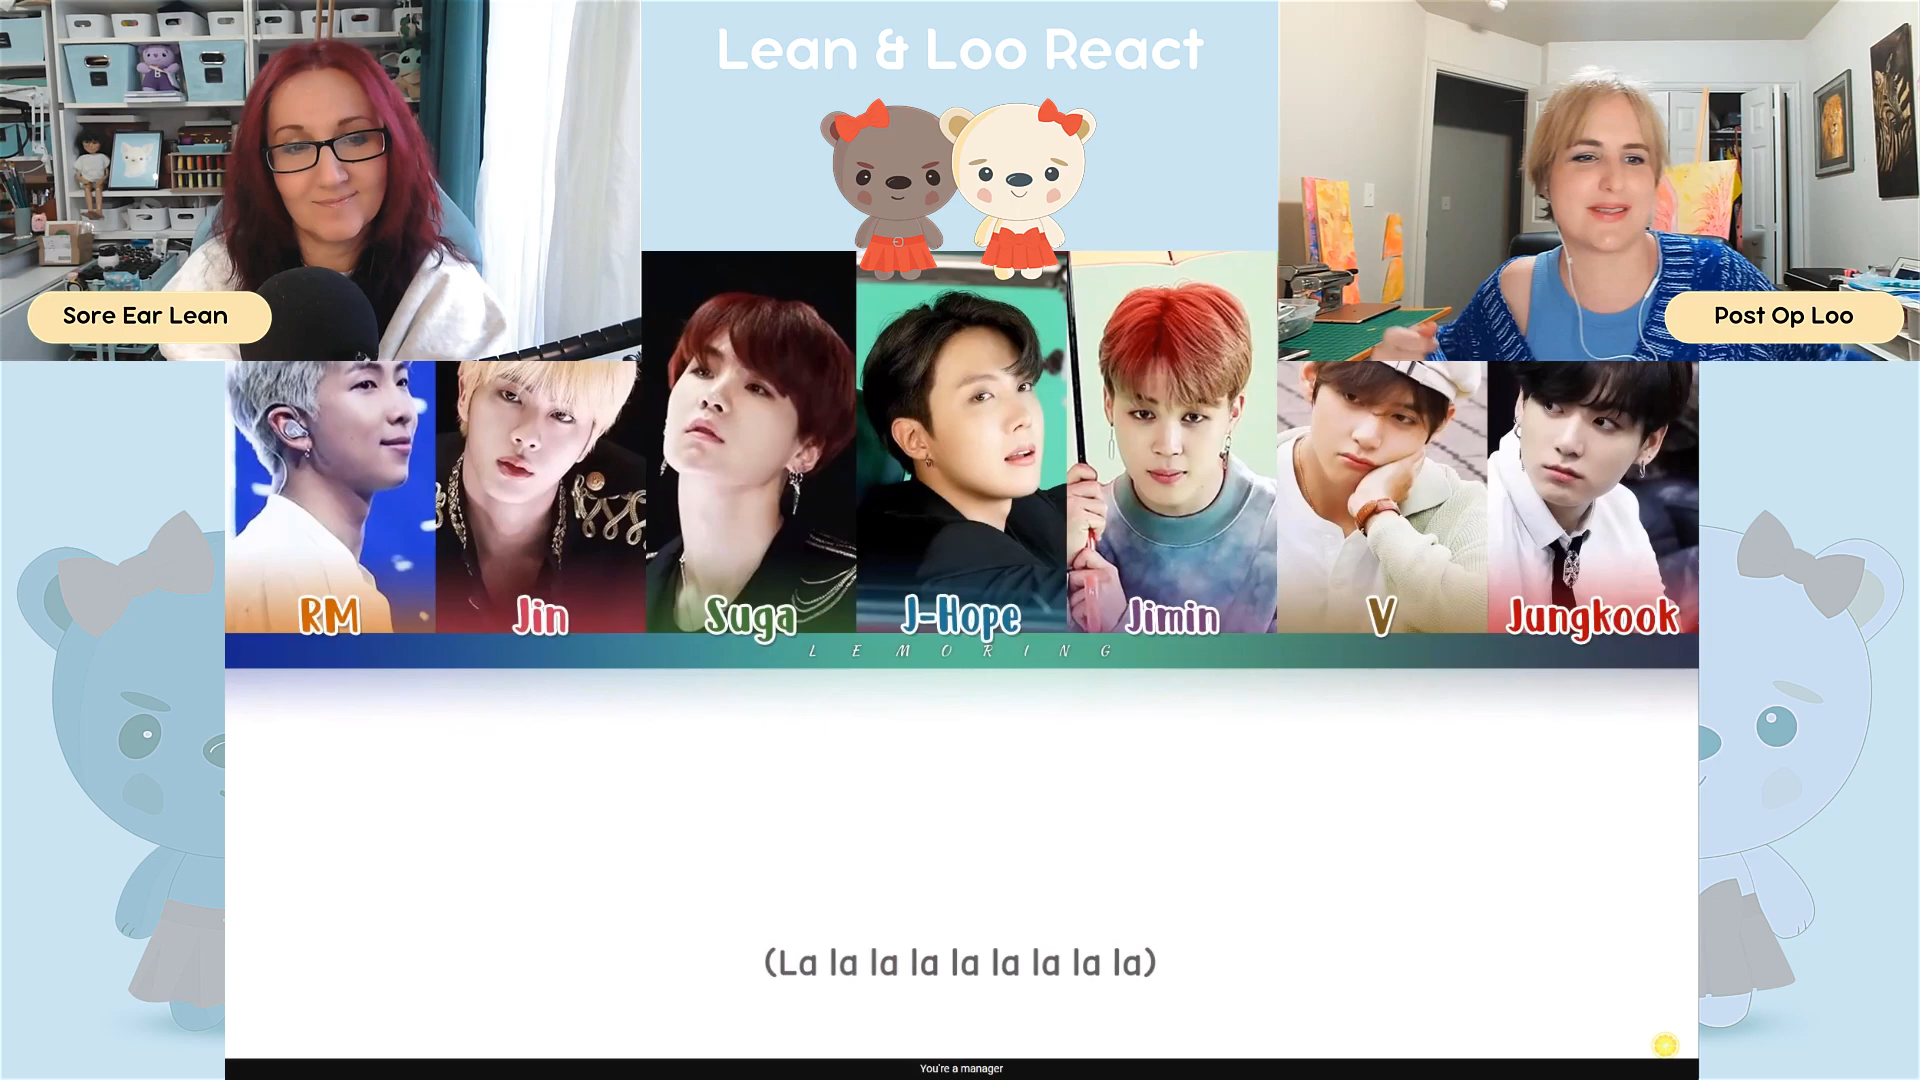 Lean & Loo React
Sore Ear Lean
Post Op Loo
RM
Jin
Suga
J-Hope
Jimin
V
Jungkook
LEMORING
(La la la la la la la la la)
You're a manager